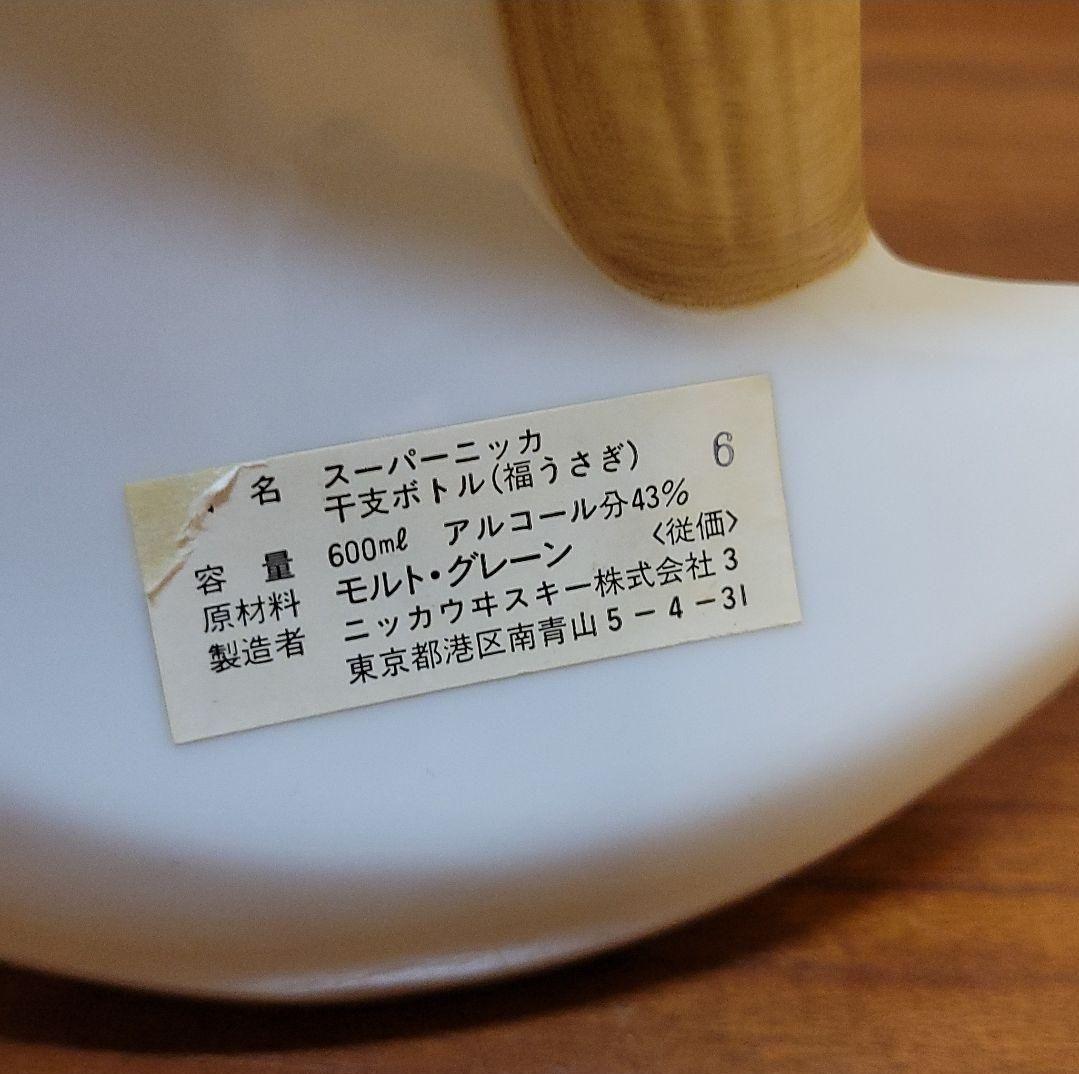 名 スーパーニッカ
干支ボトル(福うさぎ) 6
容量 600mℓ アルコール分43%
原材料 モルト・グレーン <従価>
製造者 ニッカウヰスキー株式会社3
東京都港区南青山5-4-31